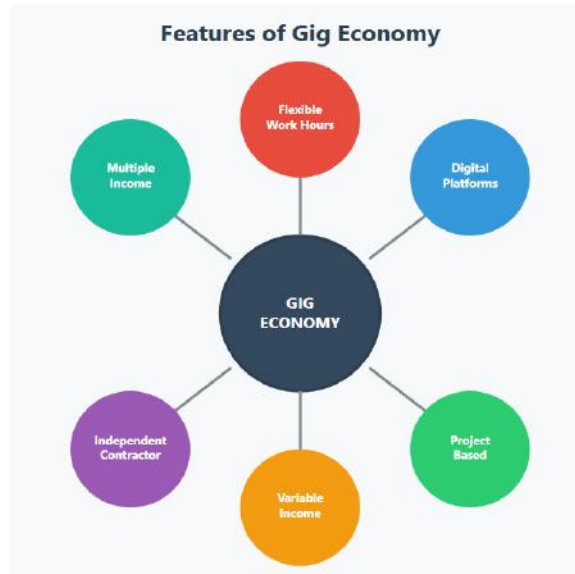 Features of Gig Economy
Flexible
Work Hours
Multiple
Income
Digital
Platforms
GIG
ECONOMY
Independent
Contractor
Project
Based
Variable
Income